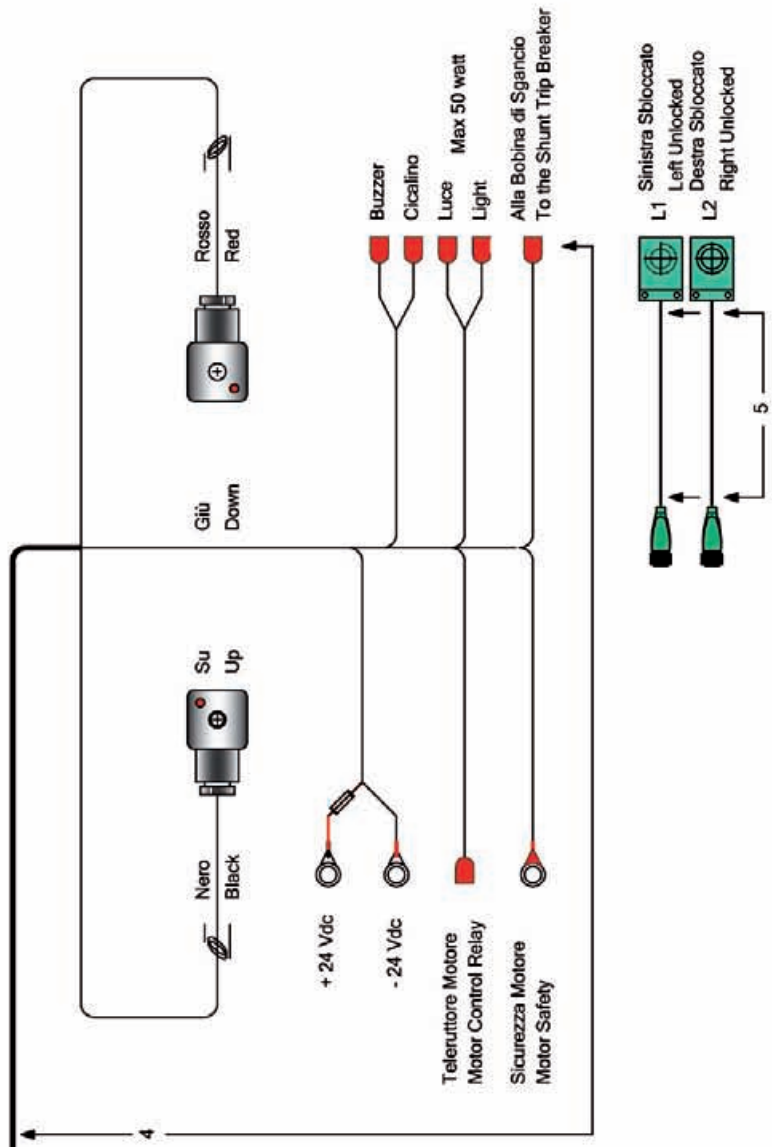 Nero
Black
Su
Up
Giù
Down
Rosso
Red
+ 24 Vdc
- 24 Vdc
Teleruttore Motore
Motor Control Relay
Sicurezza Motore
Motor Safety
Buzzer
Cicalino
Luce
Light
Max 50 watt
Alla Bobina di Sgancio
To the Shunt Trip Breaker
4
L1
Sinistra Sbloccato
Left Unlocked
L2
Destra Sbloccato
Right Unlocked
5